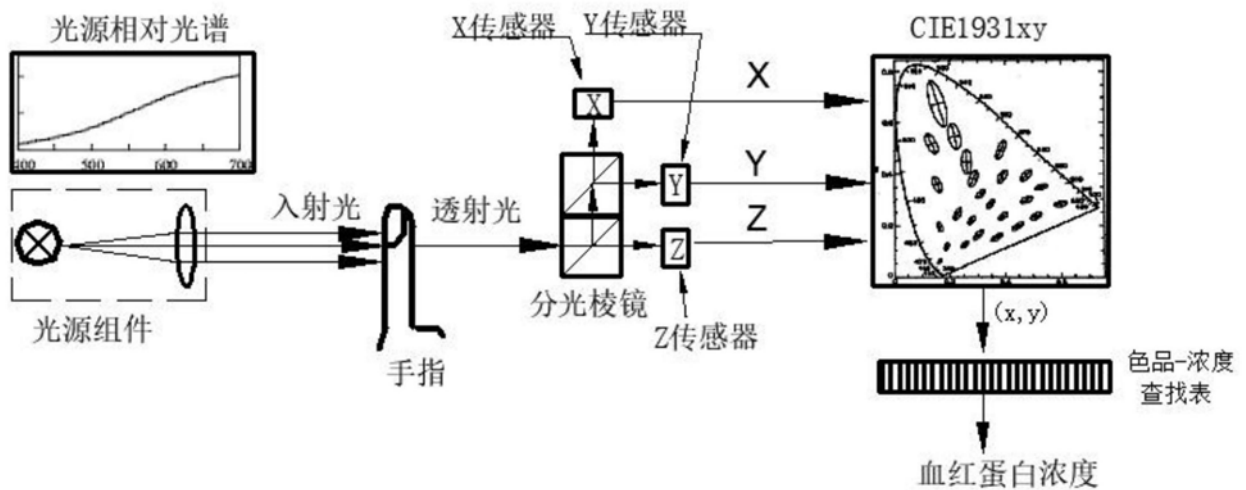 光源相对光谱
400 500 600 700
X传感器
Y传感器
CIE1931xy
X
X
Y
Y
Z
Z
入射光
透射光
光源组件
手指
分光棱镜
Z传感器
(x,y)
色品-浓度
查找表
血红蛋白浓度